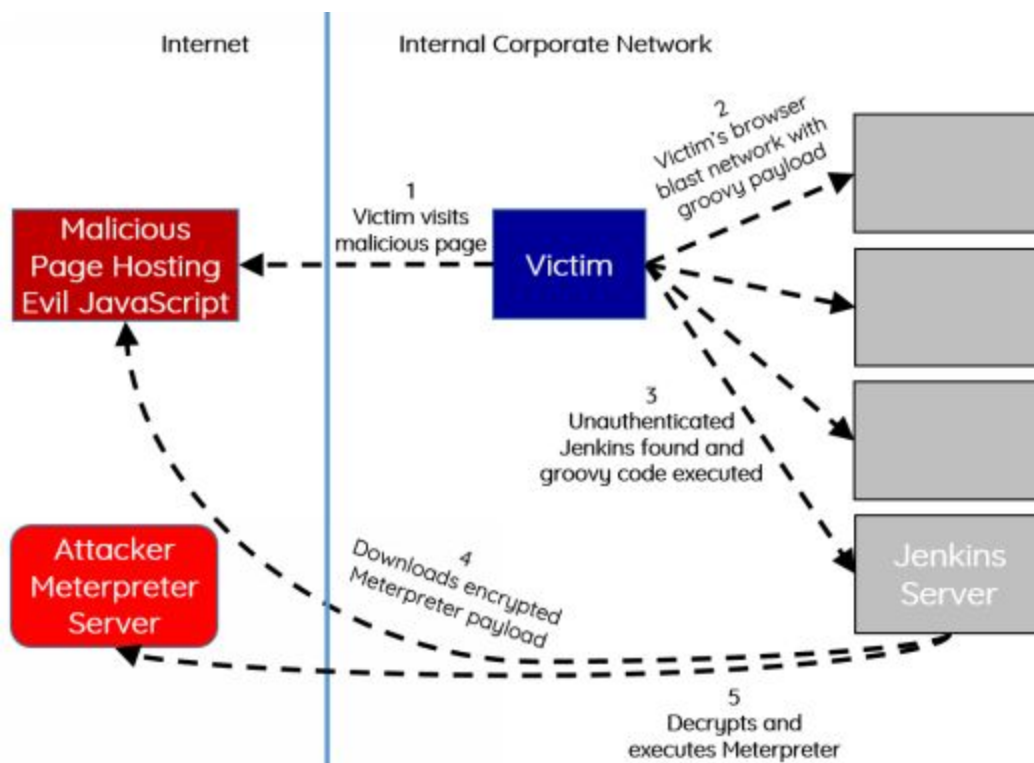 Internet
Internal Corporate Network
2
Victim's browser
blast network with
groovy payload
1
Victim visits
malicious page
Malicious
Page Hosting
Evil JavaScript
Victim
3
Unauthenticated
Jenkins found and
groovy code executed
Attacker
Meterpreter
Server
4
Downloads encrypted
Meterpreter payload
Jenkins
Server
5
Decrypts and
executes Meterpreter